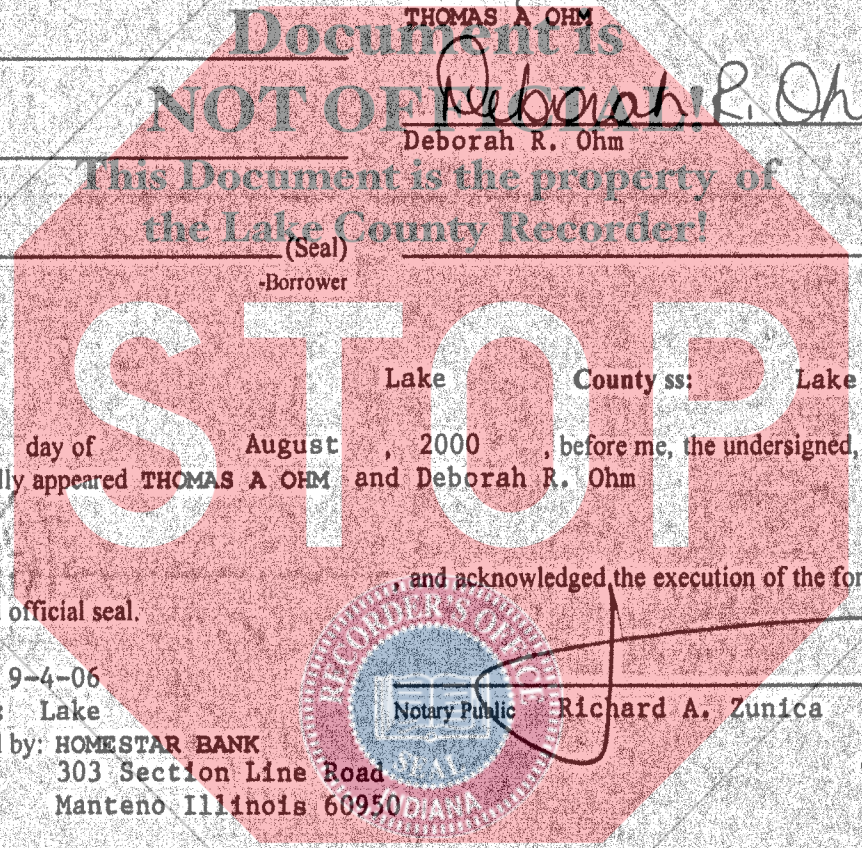 THOMAS A OHM
Document is
NOT OFFICIAL!
Deborah R. Oh
Deborah R. Ohm
This Document is the property of
the Lake County Recorder!
(Seal)
-Borrower
STOP
Lake County ss: Lake
day of August , 2000 , before me, the undersigned,
lly appeared THOMAS A OHM and Deborah R. Ohm
, and acknowledged the execution of the for
official seal.
RECORDER'S OFFICE
SEAL
INDIANA
9-4-06
Notary Public Richard A. Zunica
: Lake
d by: HOMESTAR BANK
303 Section Line Road
Manteno Illinois 60950